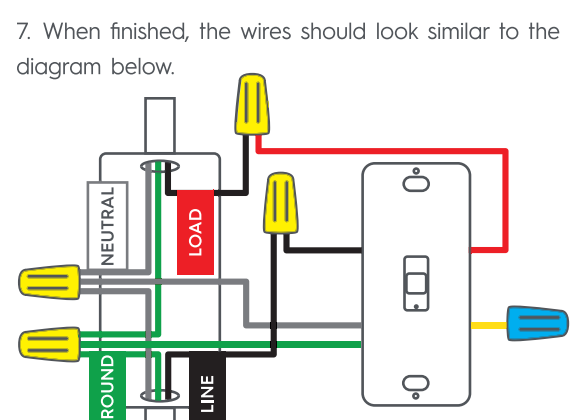 7. When finished, the wires should look similar to the
diagram below.
NEUTRAL
LOAD
ROUND
LINE